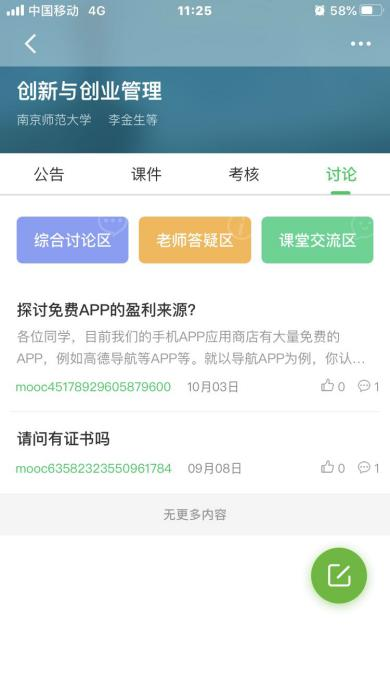 中国移动 4G 11:25 58%
创新与创业管理
南京师范大学 李金生等
公告 课件 考核 讨论
综合讨论区 老师答疑区 课堂交流区
探讨免费APP的盈利来源?
各位同学，目前我们的手机APP应用商店有大量免费的
APP，例如高德导航等APP等。就以导航APP为例，你认...
mooc45178929605879600 10月03日 0 1
请问有证书吗
mooc63582323550961784 09月08日 0 1
无更多内容